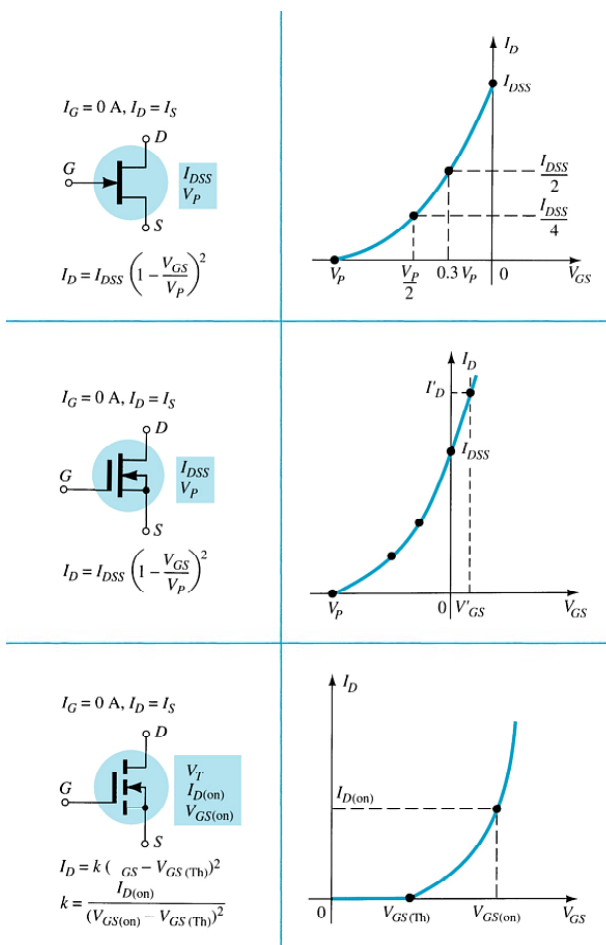 I_G = 0 A, I_D = I_S
D
G
I_DSS
V_P
S
I_D = I_DSS (1 - V_GS/V_P)^2
I_D
I_DSS
I_DSS/2
I_DSS/4
V_P
V_P/2
0.3 V_P
0
V_GS
I_G = 0 A, I_D = I_S
D
G
I_DSS
V_P
S
I_D = I_DSS (1 - V_GS/V_P)^2
I_D
I'_D
I_DSS
V_P
0
V'_GS
V_GS
I_G = 0 A, I_D = I_S
D
G
V_T
I_D(on)
V_GS(on)
S
I_D = k ( _GS - V_GS(Th))^2
k = I_D(on)/(V_GS(on) - V_GS(Th))^2
I_D
I_D(on)
0
V_GS(Th)
V_GS(on)
V_GS